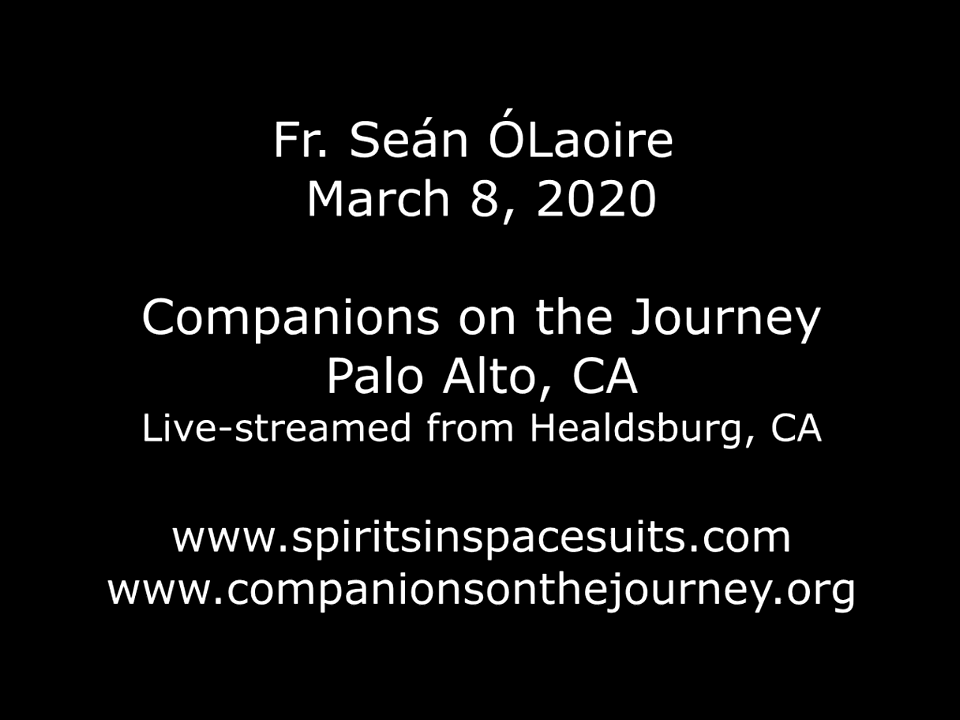 Fr. Seán ÓLaoire
March 8, 2020
Companions on the Journey
Palo Alto, CA
Live-streamed from Healdsburg, CA
www.spiritsinspacesuits.com
www.companionsonthejourney.org